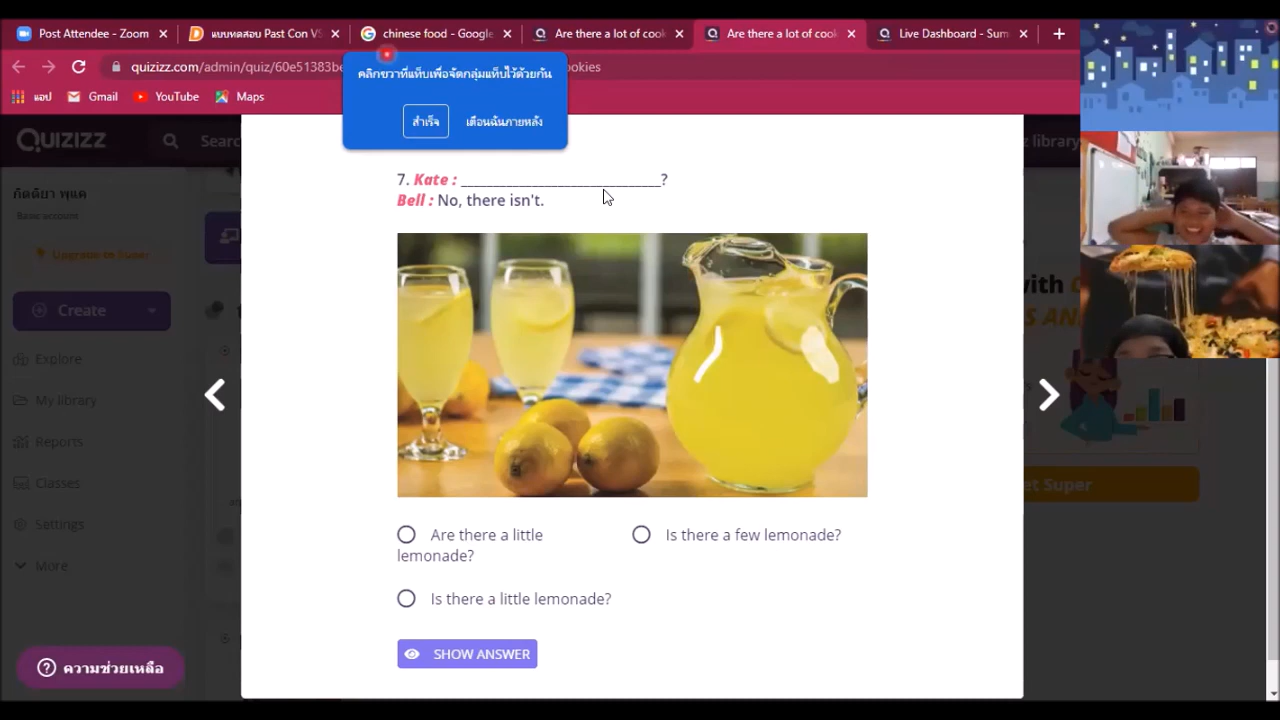 Post Attendee - Zoom
แบบทดสอบ Past Con VS
chinese food - Google
Are there a lot of cook
Are there a lot of cook
Live Dashboard - Sum
quizizz.com/admin/quiz/60e51383be
ookies
แอป
Gmail
YouTube
Maps
คลิกขวาที่แท็บเพื่อจัดกลุ่มแท็บไว้ด้วยกัน
สำเร็จ
เตือนฉันภายหลัง
QUIZIZZ
Searc
z library
กิตติยา พุแค
Basic account
Upgrade to Super
Create
Explore
My library
Reports
Classes
Settings
More
ความช่วยเหลือ
7. Kate : ____________________________?
Bell : No, there isn't.
Are there a little
lemonade?
Is there a few lemonade?
Is there a little lemonade?
SHOW ANSWER
with
S AN
et Super